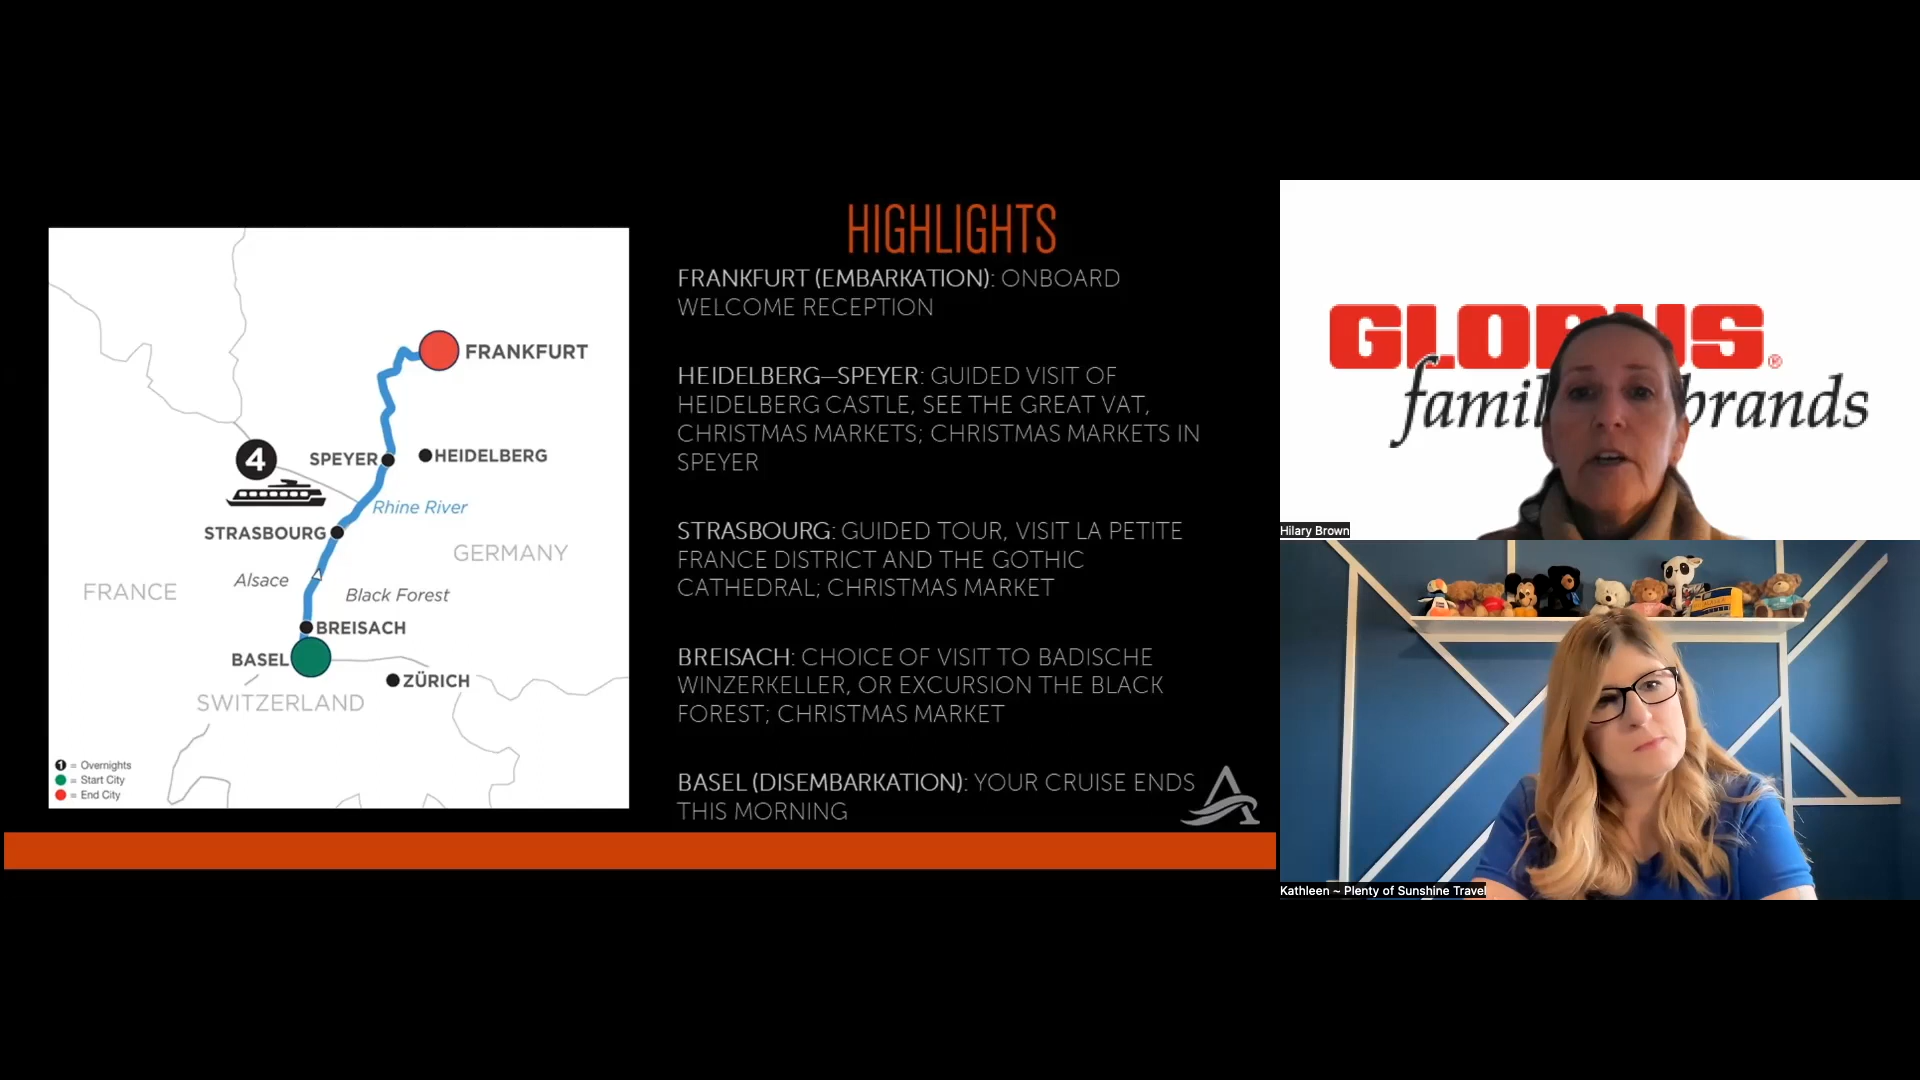 HIGHLIGHTS
FRANKFURT (EMBARKATION): ONBOARD
WELCOME RECEPTION
HEIDELBERG—SPEYER: GUIDED VISIT OF
HEIDELBERG CASTLE, SEE THE GREAT VAT,
CHRISTMAS MARKETS; CHRISTMAS MARKETS IN
SPEYER
STRASBOURG: GUIDED TOUR, VISIT LA PETITE
FRANCE DISTRICT AND THE GOTHIC
CATHEDRAL; CHRISTMAS MARKET
BREISACH: CHOICE OF VISIT TO BADISCHE
WINZERKELLER, OR EXCURSION THE BLACK
FOREST; CHRISTMAS MARKET
BASEL (DISEMBARKATION): YOUR CRUISE ENDS
THIS MORNING
FRANKFURT
4
SPEYER
HEIDELBERG
Rhine River
STRASBOURG
GERMANY
Alsace
FRANCE
Black Forest
BREISACH
BASEL
ZÜRICH
SWITZERLAND
1 = Overnights
= Start City
= End City
brands
Hilary Brown
Kathleen ~ Plenty of Sunshine Travel